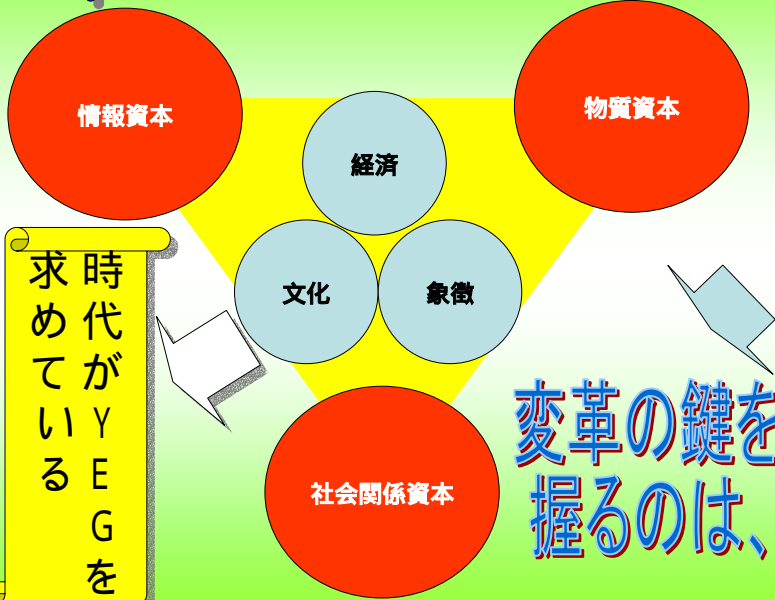 情報資本
物質資本
経済
文化
象徴
時代がYEGを
求めている
社会関係資本
変革の鍵を
握るのは、